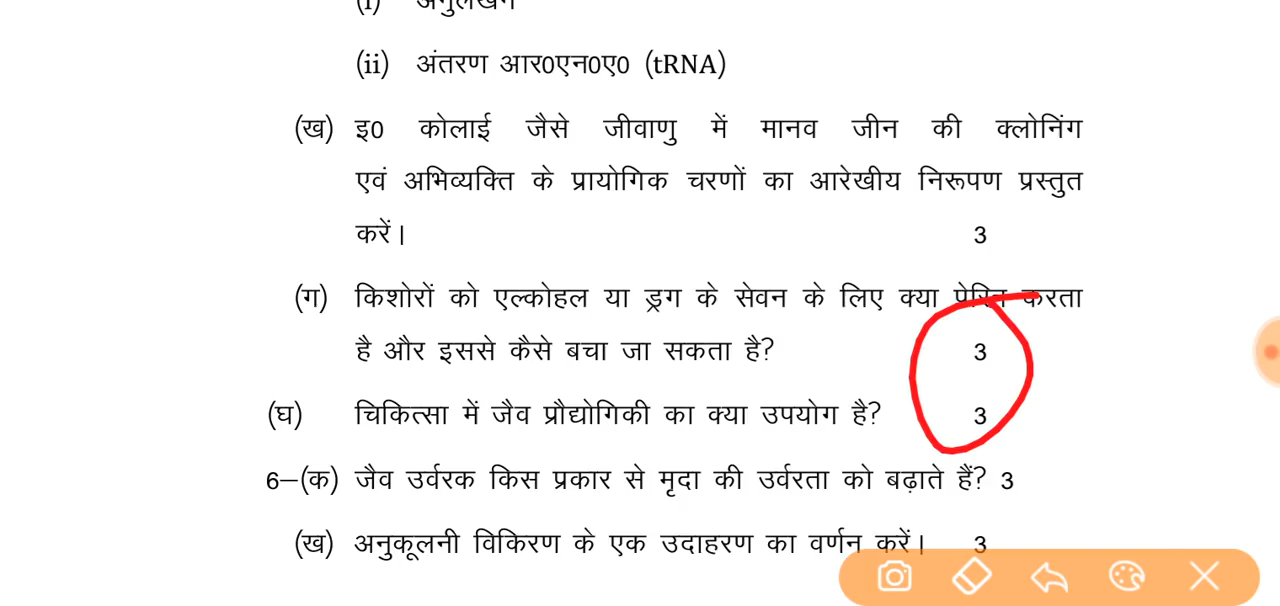 (i) अनुलेखन
(ii) अंतरण आर0एन0ए0 (tRNA)
(ख) इ0 कोलाई जैसे जीवाणु में मानव जीन की क्लोनिंग
एवं अभिव्यक्ति के प्रायोगिक चरणों का आरेखीय निरूपण प्रस्तुत
करें। 3
(ग) किशोरों को एल्कोहल या ड्रग के सेवन के लिए क्या प्रेरित करता
है और इससे कैसे बचा जा सकता है? 3
(घ) चिकित्सा में जैव प्रौद्योगिकी का क्या उपयोग है? 3
6–(क) जैव उर्वरक किस प्रकार से मृदा की उर्वरता को बढ़ाते हैं? 3
(ख) अनुकूलनी विकिरण के एक उदाहरण का वर्णन करें। 3